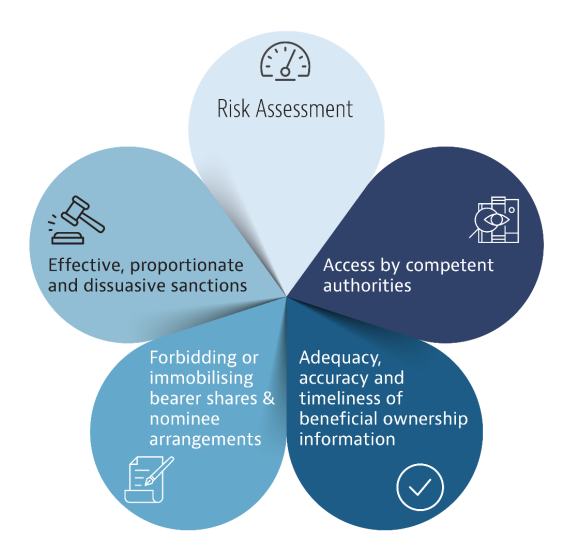 Risk Assessment
Access by competent
authorities
Adequacy,
accuracy and
timeliness of
beneficial ownership
information
Forbidding or
immobilising
bearer shares &
nominee
arrangements
Effective, proportionate
and dissuasive sanctions